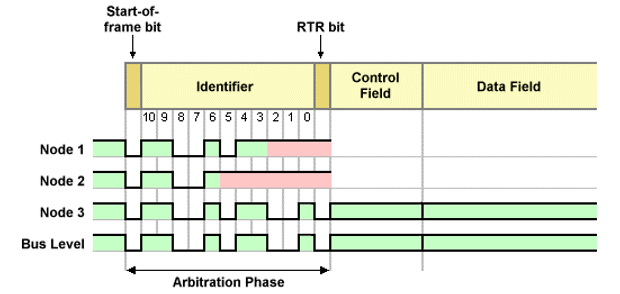 Start-of-
frame bit
RTR bit
Identifier
Control
Field
Data Field
10 9 8 7 6 5 4 3 2 1 0
Node 1
Node 2
Node 3
Bus Level
Arbitration Phase